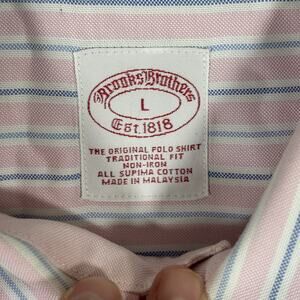 Brooks Brothers
L
Est. 1818
THE ORIGINAL POLO SHIRT
TRADITIONAL FIT
NON-IRON
ALL SUPIMA COTTON
MADE IN MALAYSIA